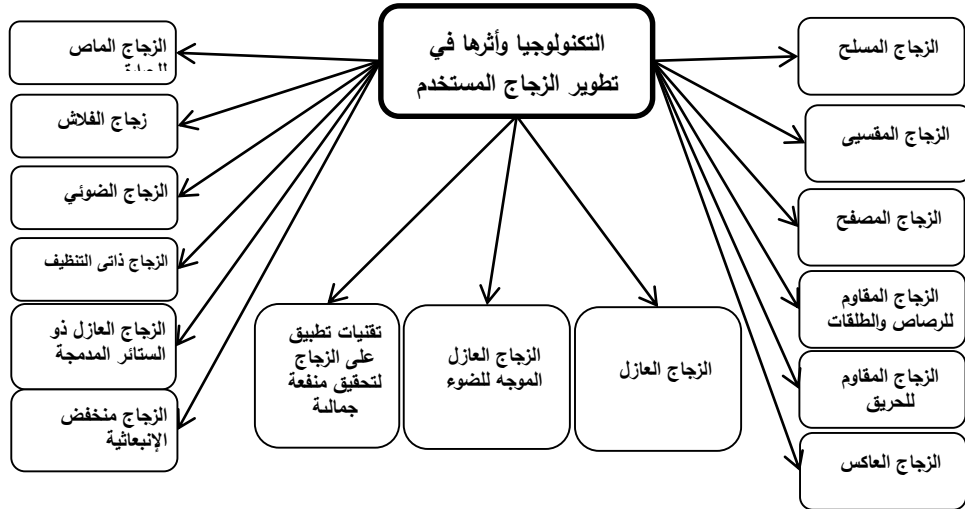 التكنولوجيا وأثرها في
تطوير الزجاج المستخدم
الزجاج المسلح
الزجاج المقسيى
الزجاج المصفح
الزجاج المقاوم
للرصاص والطلقات
الزجاج المقاوم
للحريق
الزجاج العاكس
الزجاج العازل
الزجاج العازل
الموجه للضوء
تقنيات تطبيق
على الزجاج
لتحقيق منفعة
جمالية
الزجاج الماص
زجاج الفلاش
الزجاج الضوئي
الزجاج ذاتى التنظيف
الزجاج العازل ذو
الستائر المدمجة
الزجاج منخفض
الإنبعاثية